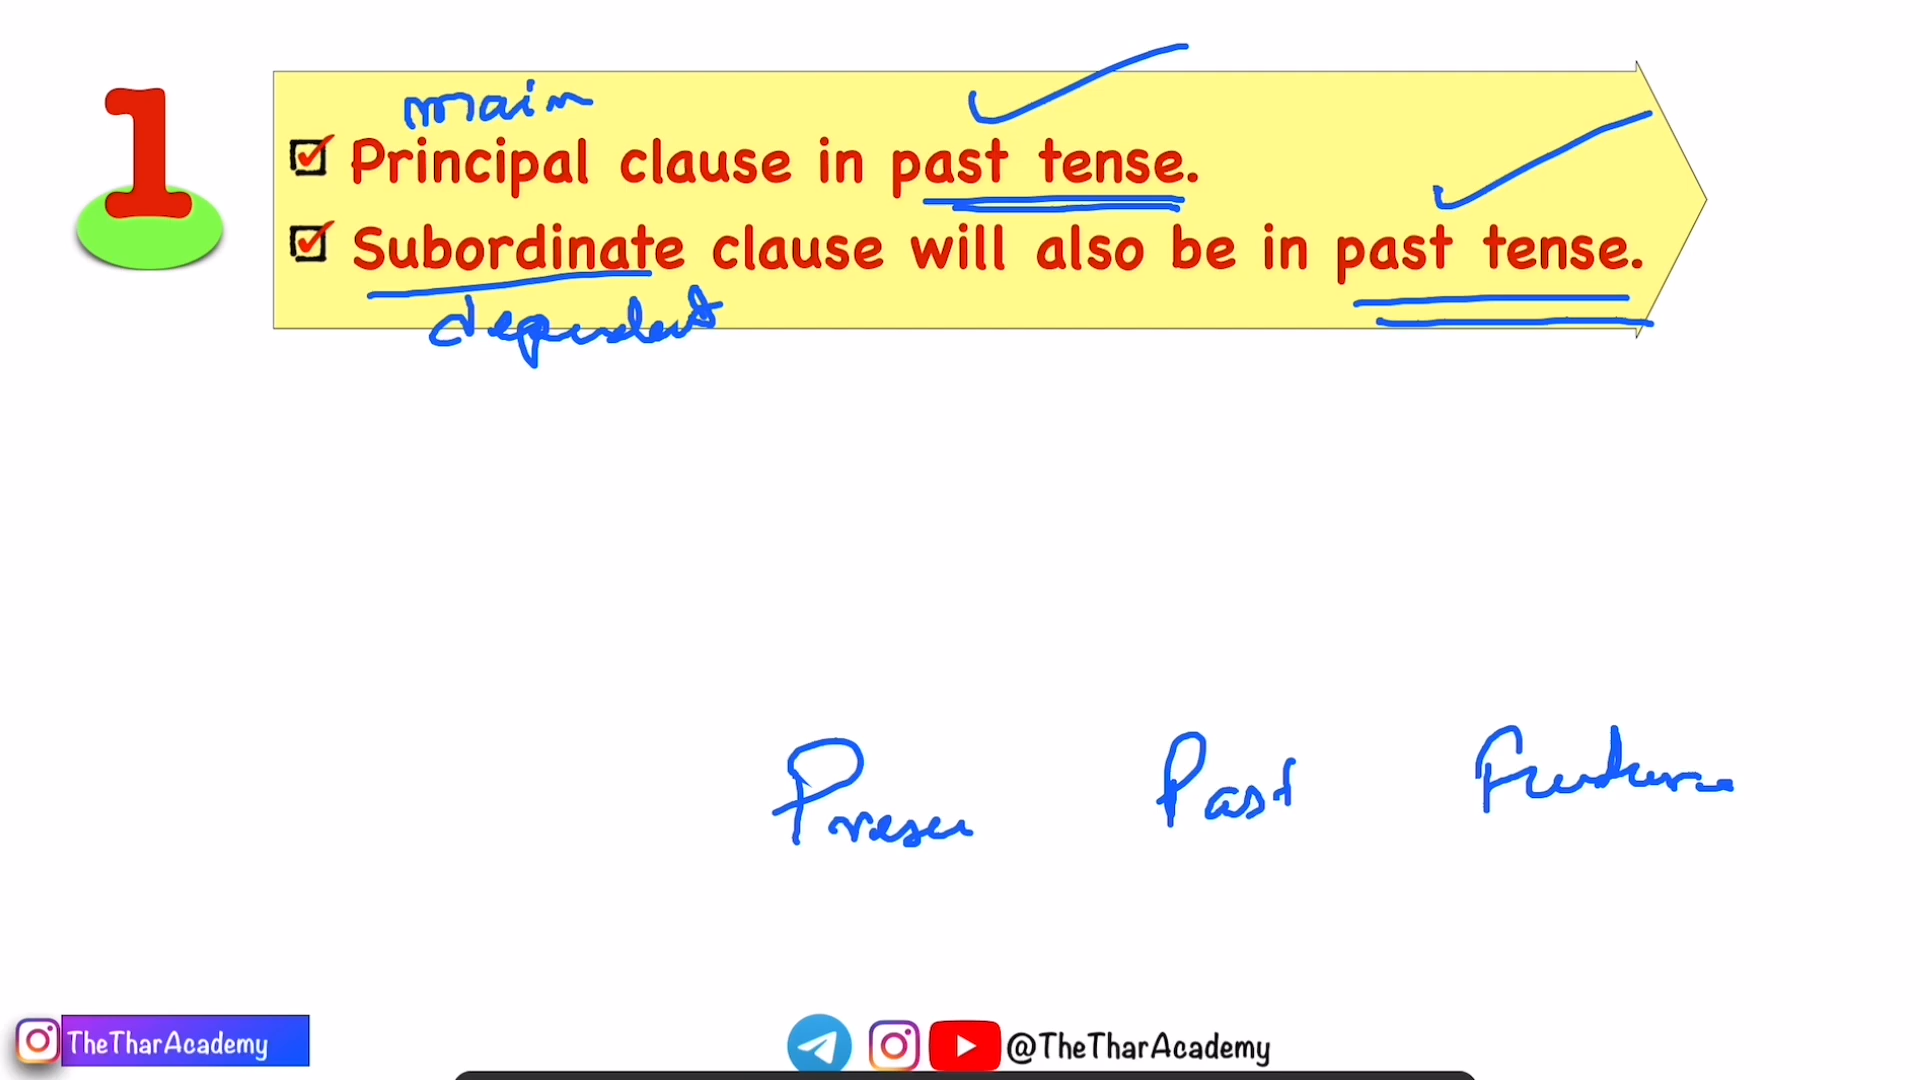 1
main
Principal clause in past tense.
Subordinate clause will also be in past tense.
dependent
Presen Past Future
TheTharAcademy
@TheTharAcademy